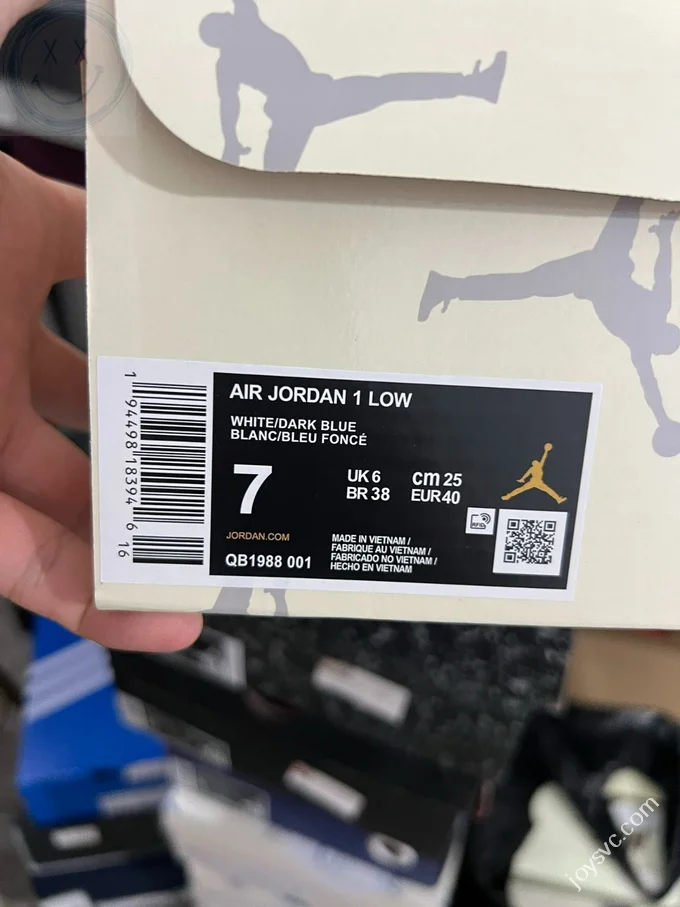 AIR JORDAN 1 LOW
WHITE/DARK BLUE
BLANC/BLEU FONCÉ
7
UK 6
cm 25
BR 38
EUR40
RFID
JORDAN.COM
QB1988 001
MADE IN VIETNAM /
FABRIQUE AU VIETNAM /
FABRICADO NO VIETNAM /
HECHO EN VIETNAM
1 94498 18394 6 16
joysvc.com